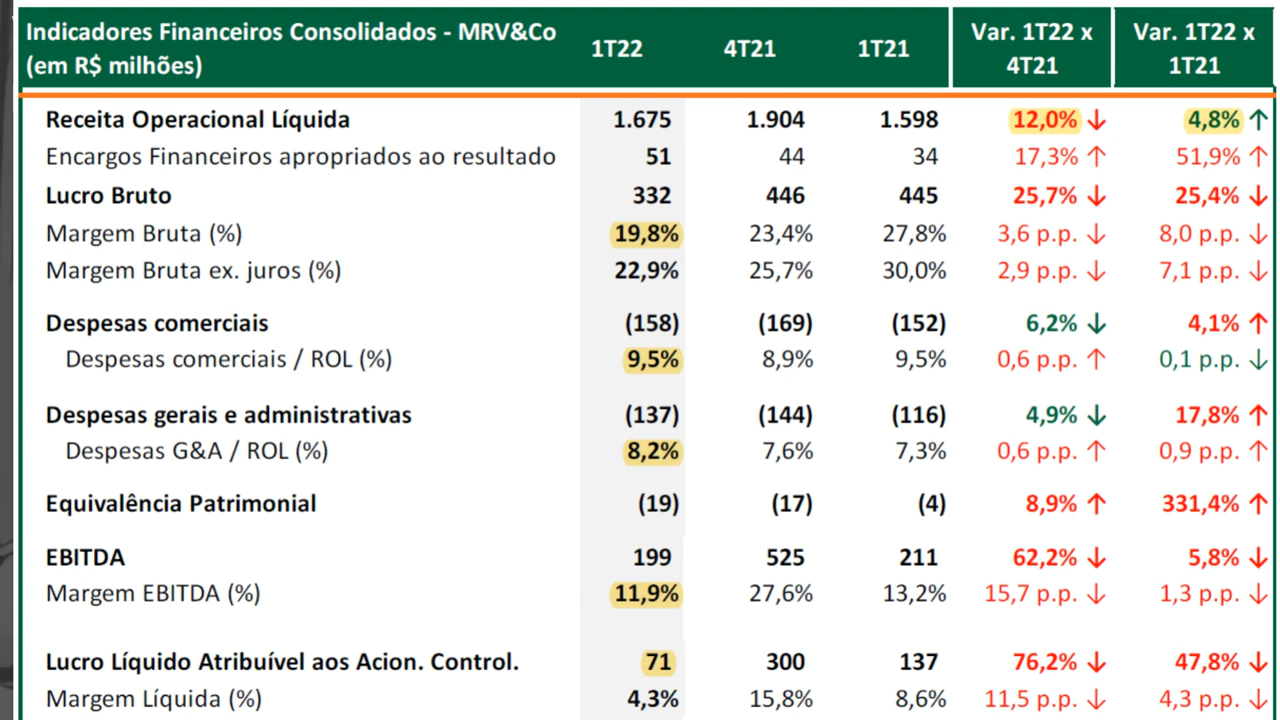 Indicadores Financeiros Consolidados - MRV&Co (em R$ milhões) 1T22 4T21 1T21 Var. 1T22 x 4T21 Var. 1T22 x 1T21
Receita Operacional Líquida 1.675 1.904 1.598 12,0% ↓ 4,8% ↑
Encargos Financeiros apropriados ao resultado 51 44 34 17,3% ↑ 51,9% ↑
Lucro Bruto 332 446 445 25,7% ↓ 25,4% ↓
Margem Bruta (%) 19,8% 23,4% 27,8% 3,6 p.p. ↓ 8,0 p.p. ↓
Margem Bruta ex. juros (%) 22,9% 25,7% 30,0% 2,9 p.p. ↓ 7,1 p.p. ↓
Despesas comerciais (158) (169) (152) 6,2% ↓ 4,1% ↑
Despesas comerciais / ROL (%) 9,5% 8,9% 9,5% 0,6 p.p. ↑ 0,1 p.p. ↓
Despesas gerais e administrativas (137) (144) (116) 4,9% ↓ 17,8% ↑
Despesas G&A / ROL (%) 8,2% 7,6% 7,3% 0,6 p.p. ↑ 0,9 p.p. ↑
Equivalência Patrimonial (19) (17) (4) 8,9% ↑ 331,4% ↑
EBITDA 199 525 211 62,2% ↓ 5,8% ↓
Margem EBITDA (%) 11,9% 27,6% 13,2% 15,7 p.p. ↓ 1,3 p.p. ↓
Lucro Líquido Atribuível aos Acion. Control. 71 300 137 76,2% ↓ 47,8% ↓
Margem Líquida (%) 4,3% 15,8% 8,6% 11,5 p.p. ↓ 4,3 p.p. ↓